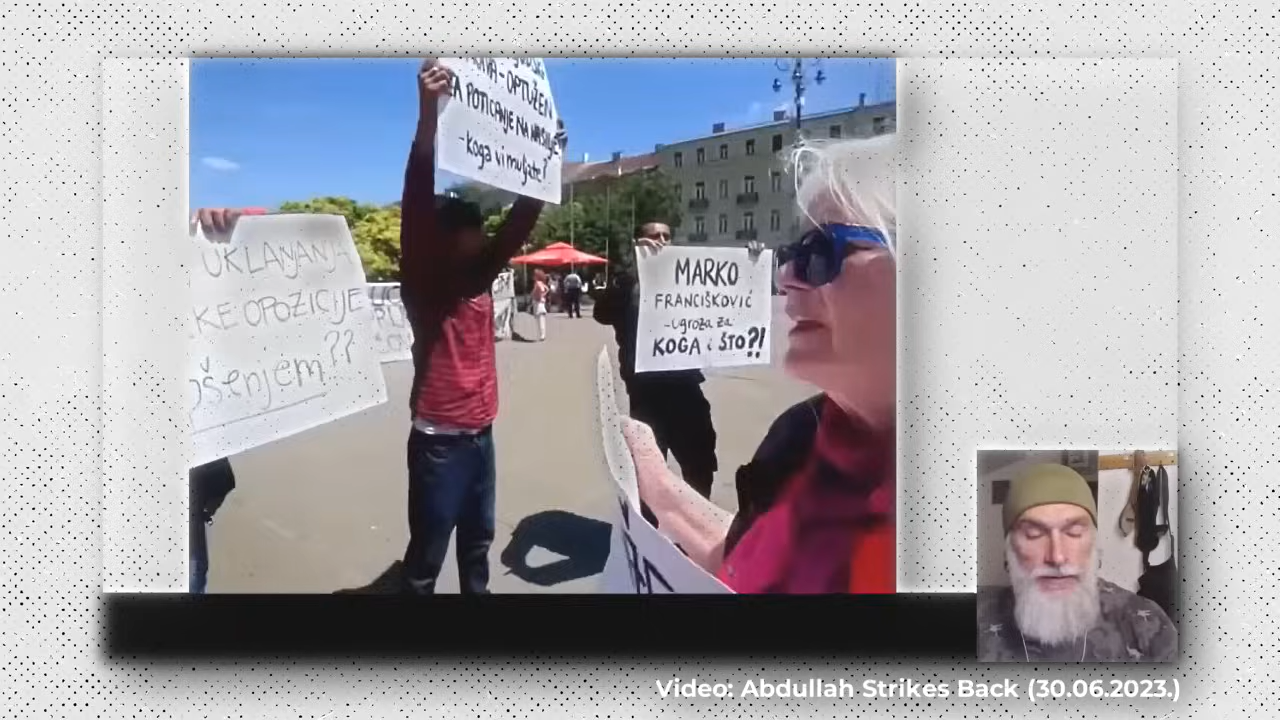 - OPTUŽEN
ZA POTICANJE NA NASILJE
- koga vi muljate?
UKLANJANJA
KE OPOZICIJE
ošenjem??
MARKO
FRANCIŠKOVIĆ
- ugroza za
KOGA i ŠTO?!
Video: Abdullah Strikes Back (30.06.2023.)